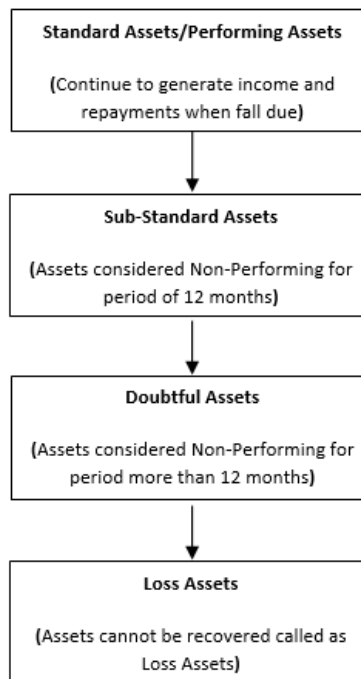 Standard Assets/Performing Assets
(Continue to generate income and
repayments when fall due)
Sub-Standard Assets
(Assets considered Non-Performing for
period of 12 months)
Doubtful Assets
(Assets considered Non-Performing for
period more than 12 months)
Loss Assets
(Assets cannot be recovered called as
Loss Assets)